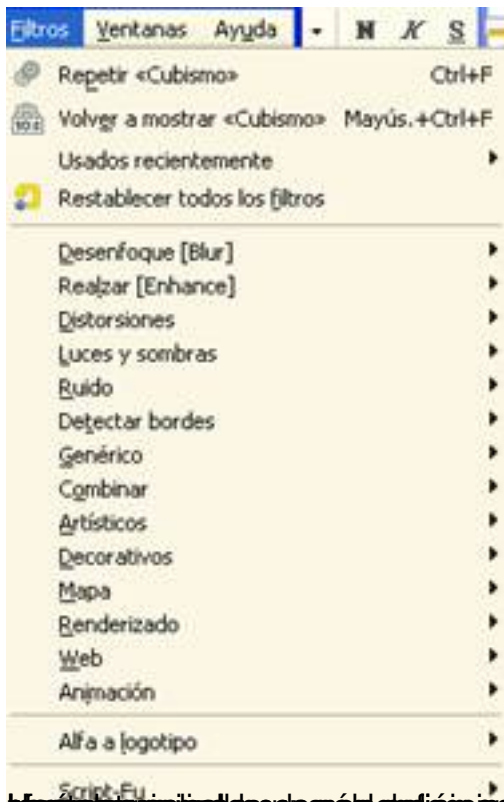 Filtros Ventanas Ayuda N K S
Repetir «Cubismo» Ctrl+F
Volver a mostrar «Cubismo» Mayús.+Ctrl+F
Usados recientemente
Restablecer todos los filtros
Desenfoque [Blur]
Realzar [Enhance]
Distorsiones
Luces y sombras
Ruido
Detectar bordes
Genérico
Combinar
Artísticos
Decorativos
Mapa
Renderizado
Web
Animación
Alfa a logotipo
Script-Fu